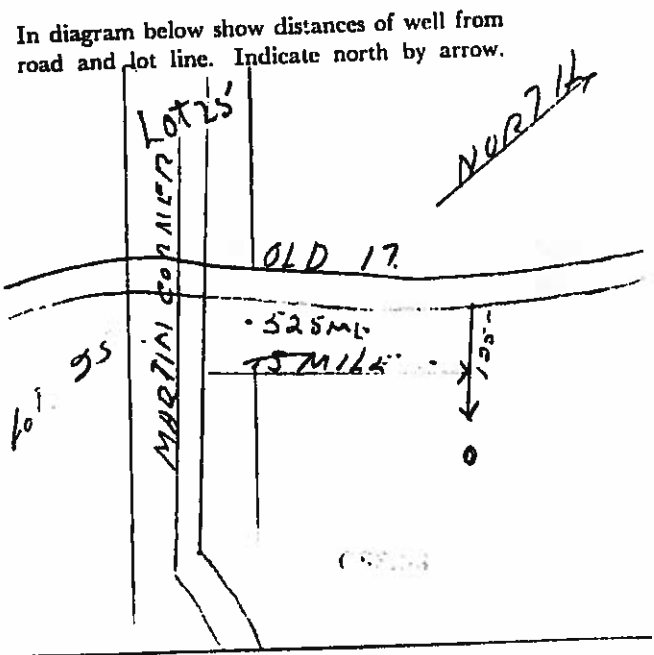 In diagram below show distances of well from
road and lot line. Indicate north by arrow.
NORTH
Lot 25
MARTIN CORNER RD
OLD 17.
.525 ML.
.5 MILE
lot